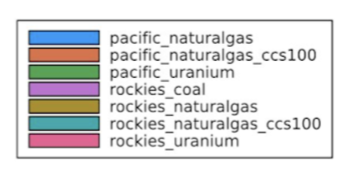 pacific_naturalgas
pacific_naturalgas_ccs100
pacific_uranium
rockies_coal
rockies_naturalgas
rockies_naturalgas_ccs100
rockies_uranium